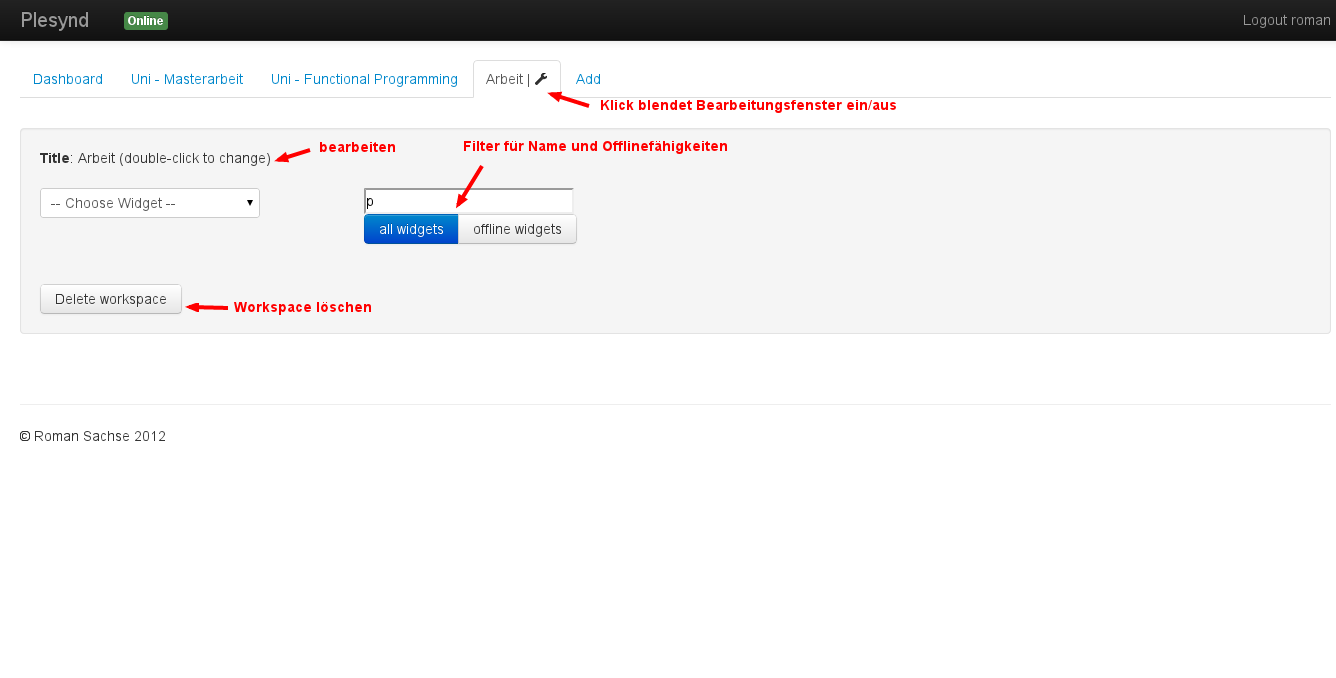 Plesynd Online Logout roman
Dashboard Uni - Masterarbeit Uni - Functional Programming Arbeit | Add
Klick blendet Bearbeitungsfenster ein/aus
Title: Arbeit (double-click to change) bearbeiten Filter für Name und Offlinefähigkeiten
-- Choose Widget -- p
all widgets offline widgets
Delete workspace Workspace löschen
© Roman Sachse 2012